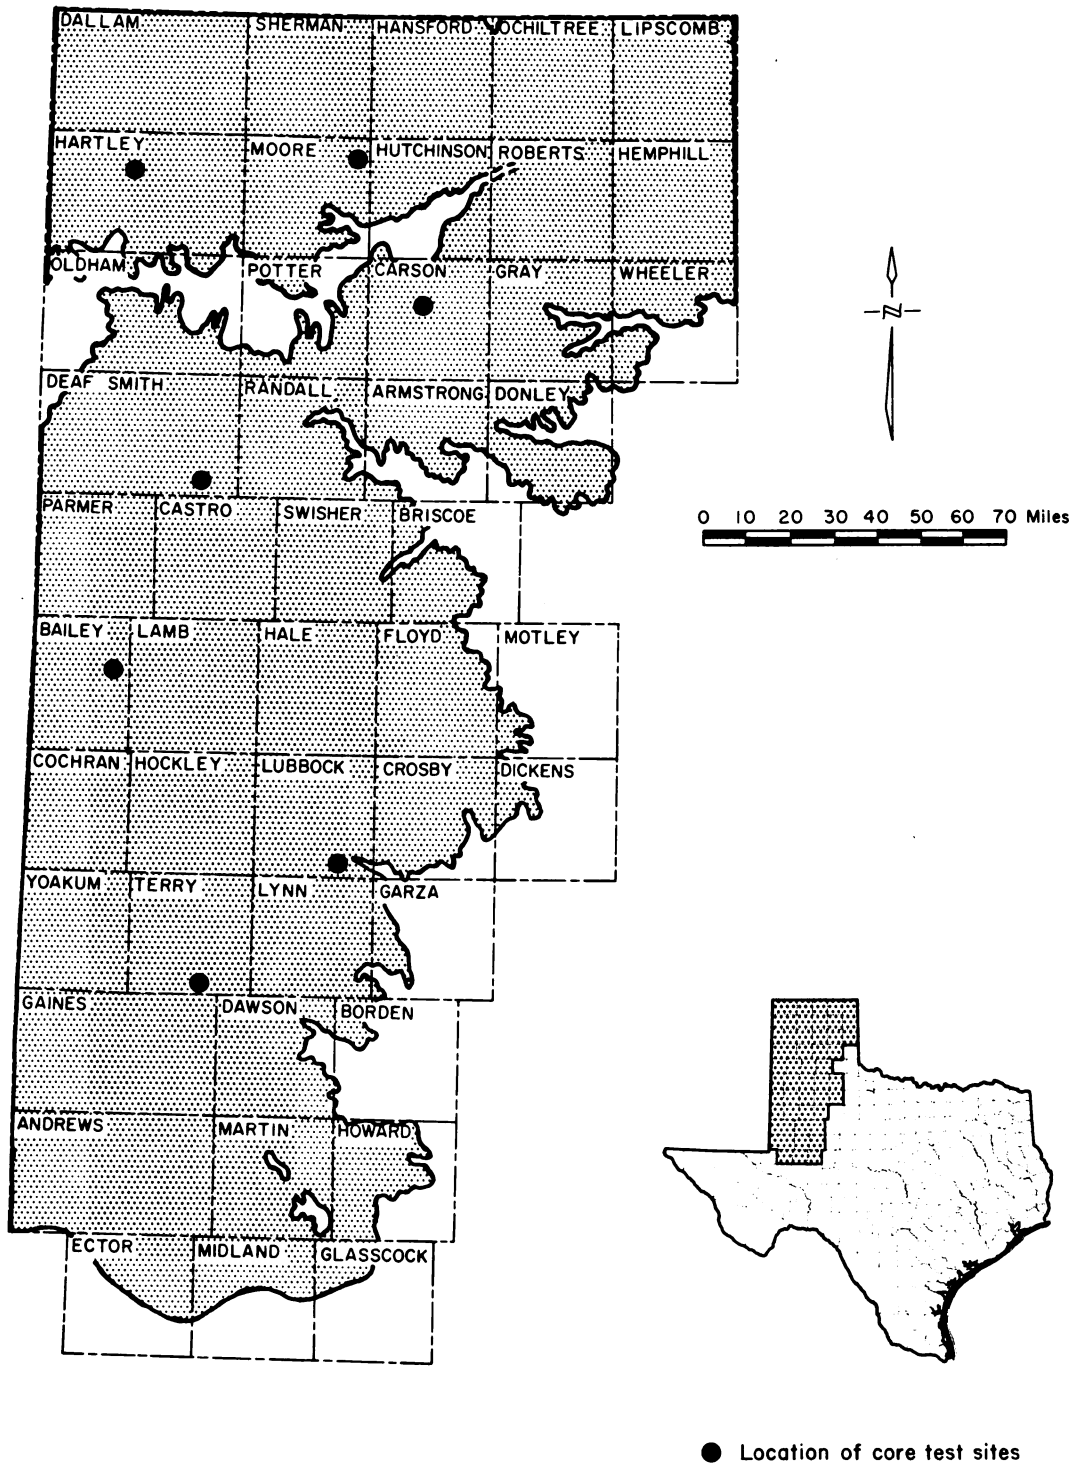 DALLAM SHERMAN HANSFORD OCHILTREE LIPSCOMB
HARTLEY MOORE HUTCHINSON ROBERTS HEMPHILL
OLDHAM POTTER CARSON GRAY WHEELER
N
DEAF SMITH RANDALL ARMSTRONG DONLEY
PARMER CASTRO SWISHER BRISCOE
0 10 20 30 40 50 60 70 Miles
BAILEY LAMB HALE FLOYD MOTLEY
COCHRAN HOCKLEY LUBBOCK CROSBY DICKENS
YOAKUM TERRY LYNN GARZA
GAINES DAWSON BORDEN
ANDREWS MARTIN HOWARD
ECTOR MIDLAND GLASSCOCK
Location of core test sites